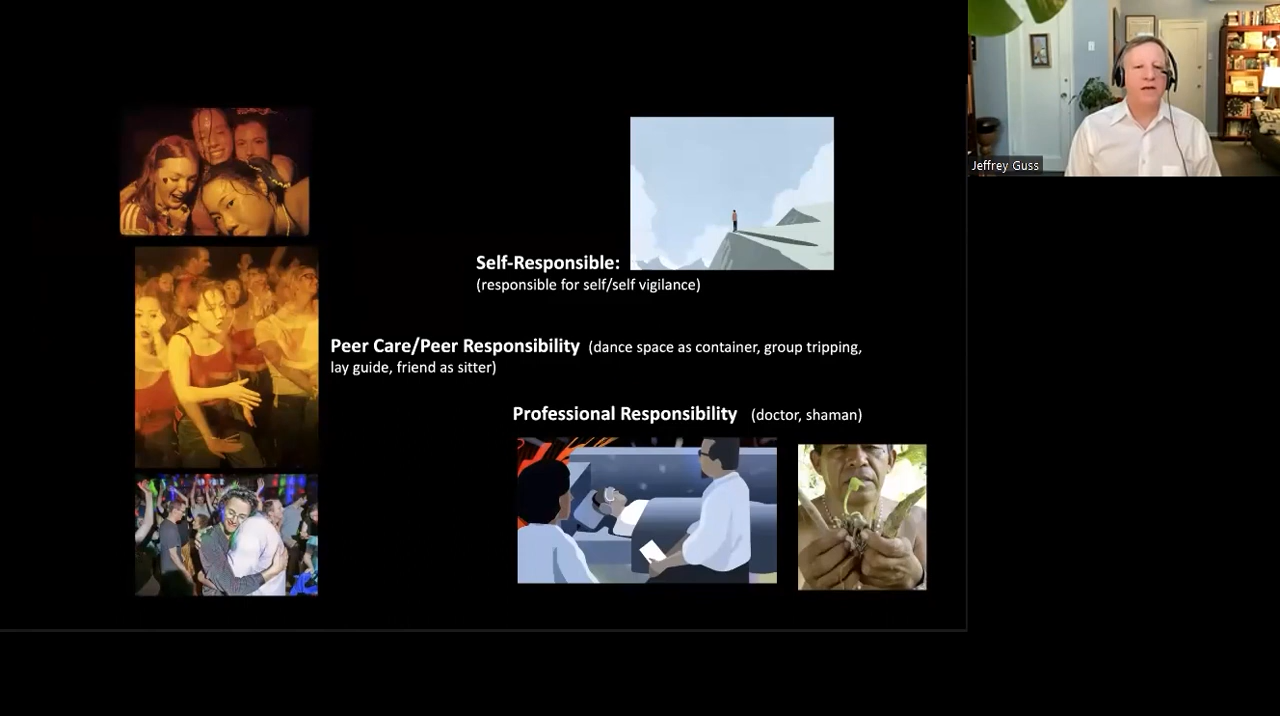 Jeffrey Guss
Self-Responsible:
(responsible for self/self vigilance)
Peer Care/Peer Responsibility (dance space as container, group tripping,
lay guide, friend as sitter)
Professional Responsibility (doctor, shaman)